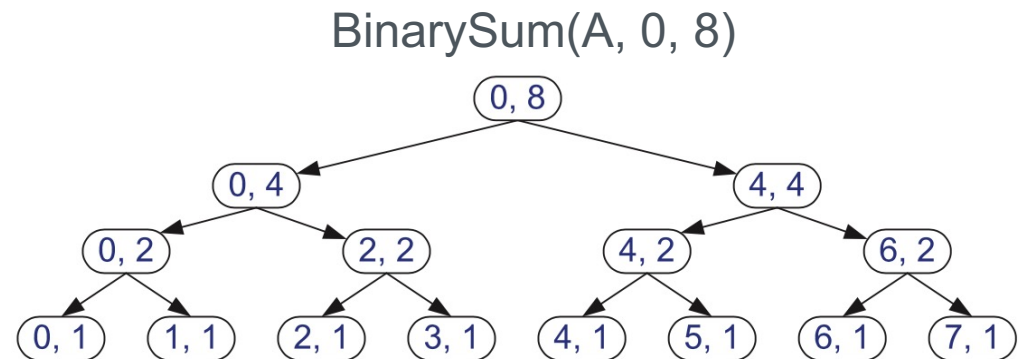 BinarySum(A, 0, 8)
0, 8
0, 4 4, 4
0, 2 2, 2 4, 2 6, 2
0, 1 1, 1 2, 1 3, 1 4, 1 5, 1 6, 1 7, 1